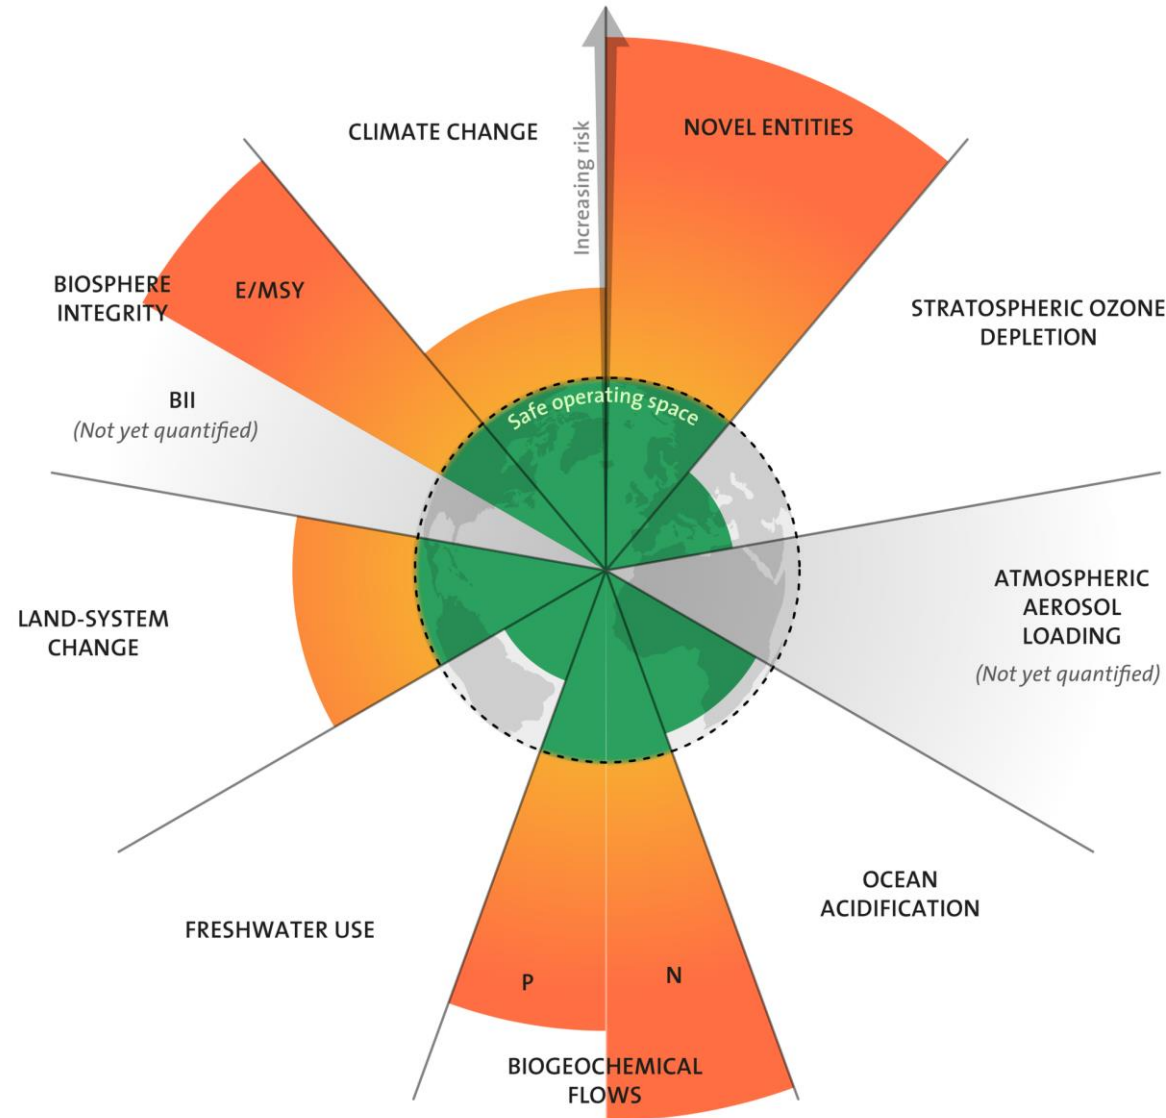 CLIMATE CHANGE
NOVEL ENTITIES
Increasing risk
BIOSPHERE
INTEGRITY
E/MSY
STRATOSPHERIC OZONE
DEPLETION
BII
(Not yet quantified)
Safe operating space
ATMOSPHERIC
AEROSOL
LOADING
(Not yet quantified)
LAND-SYSTEM
CHANGE
FRESHWATER USE
OCEAN
ACIDIFICATION
P
N
BIOGEOCHEMICAL
FLOWS